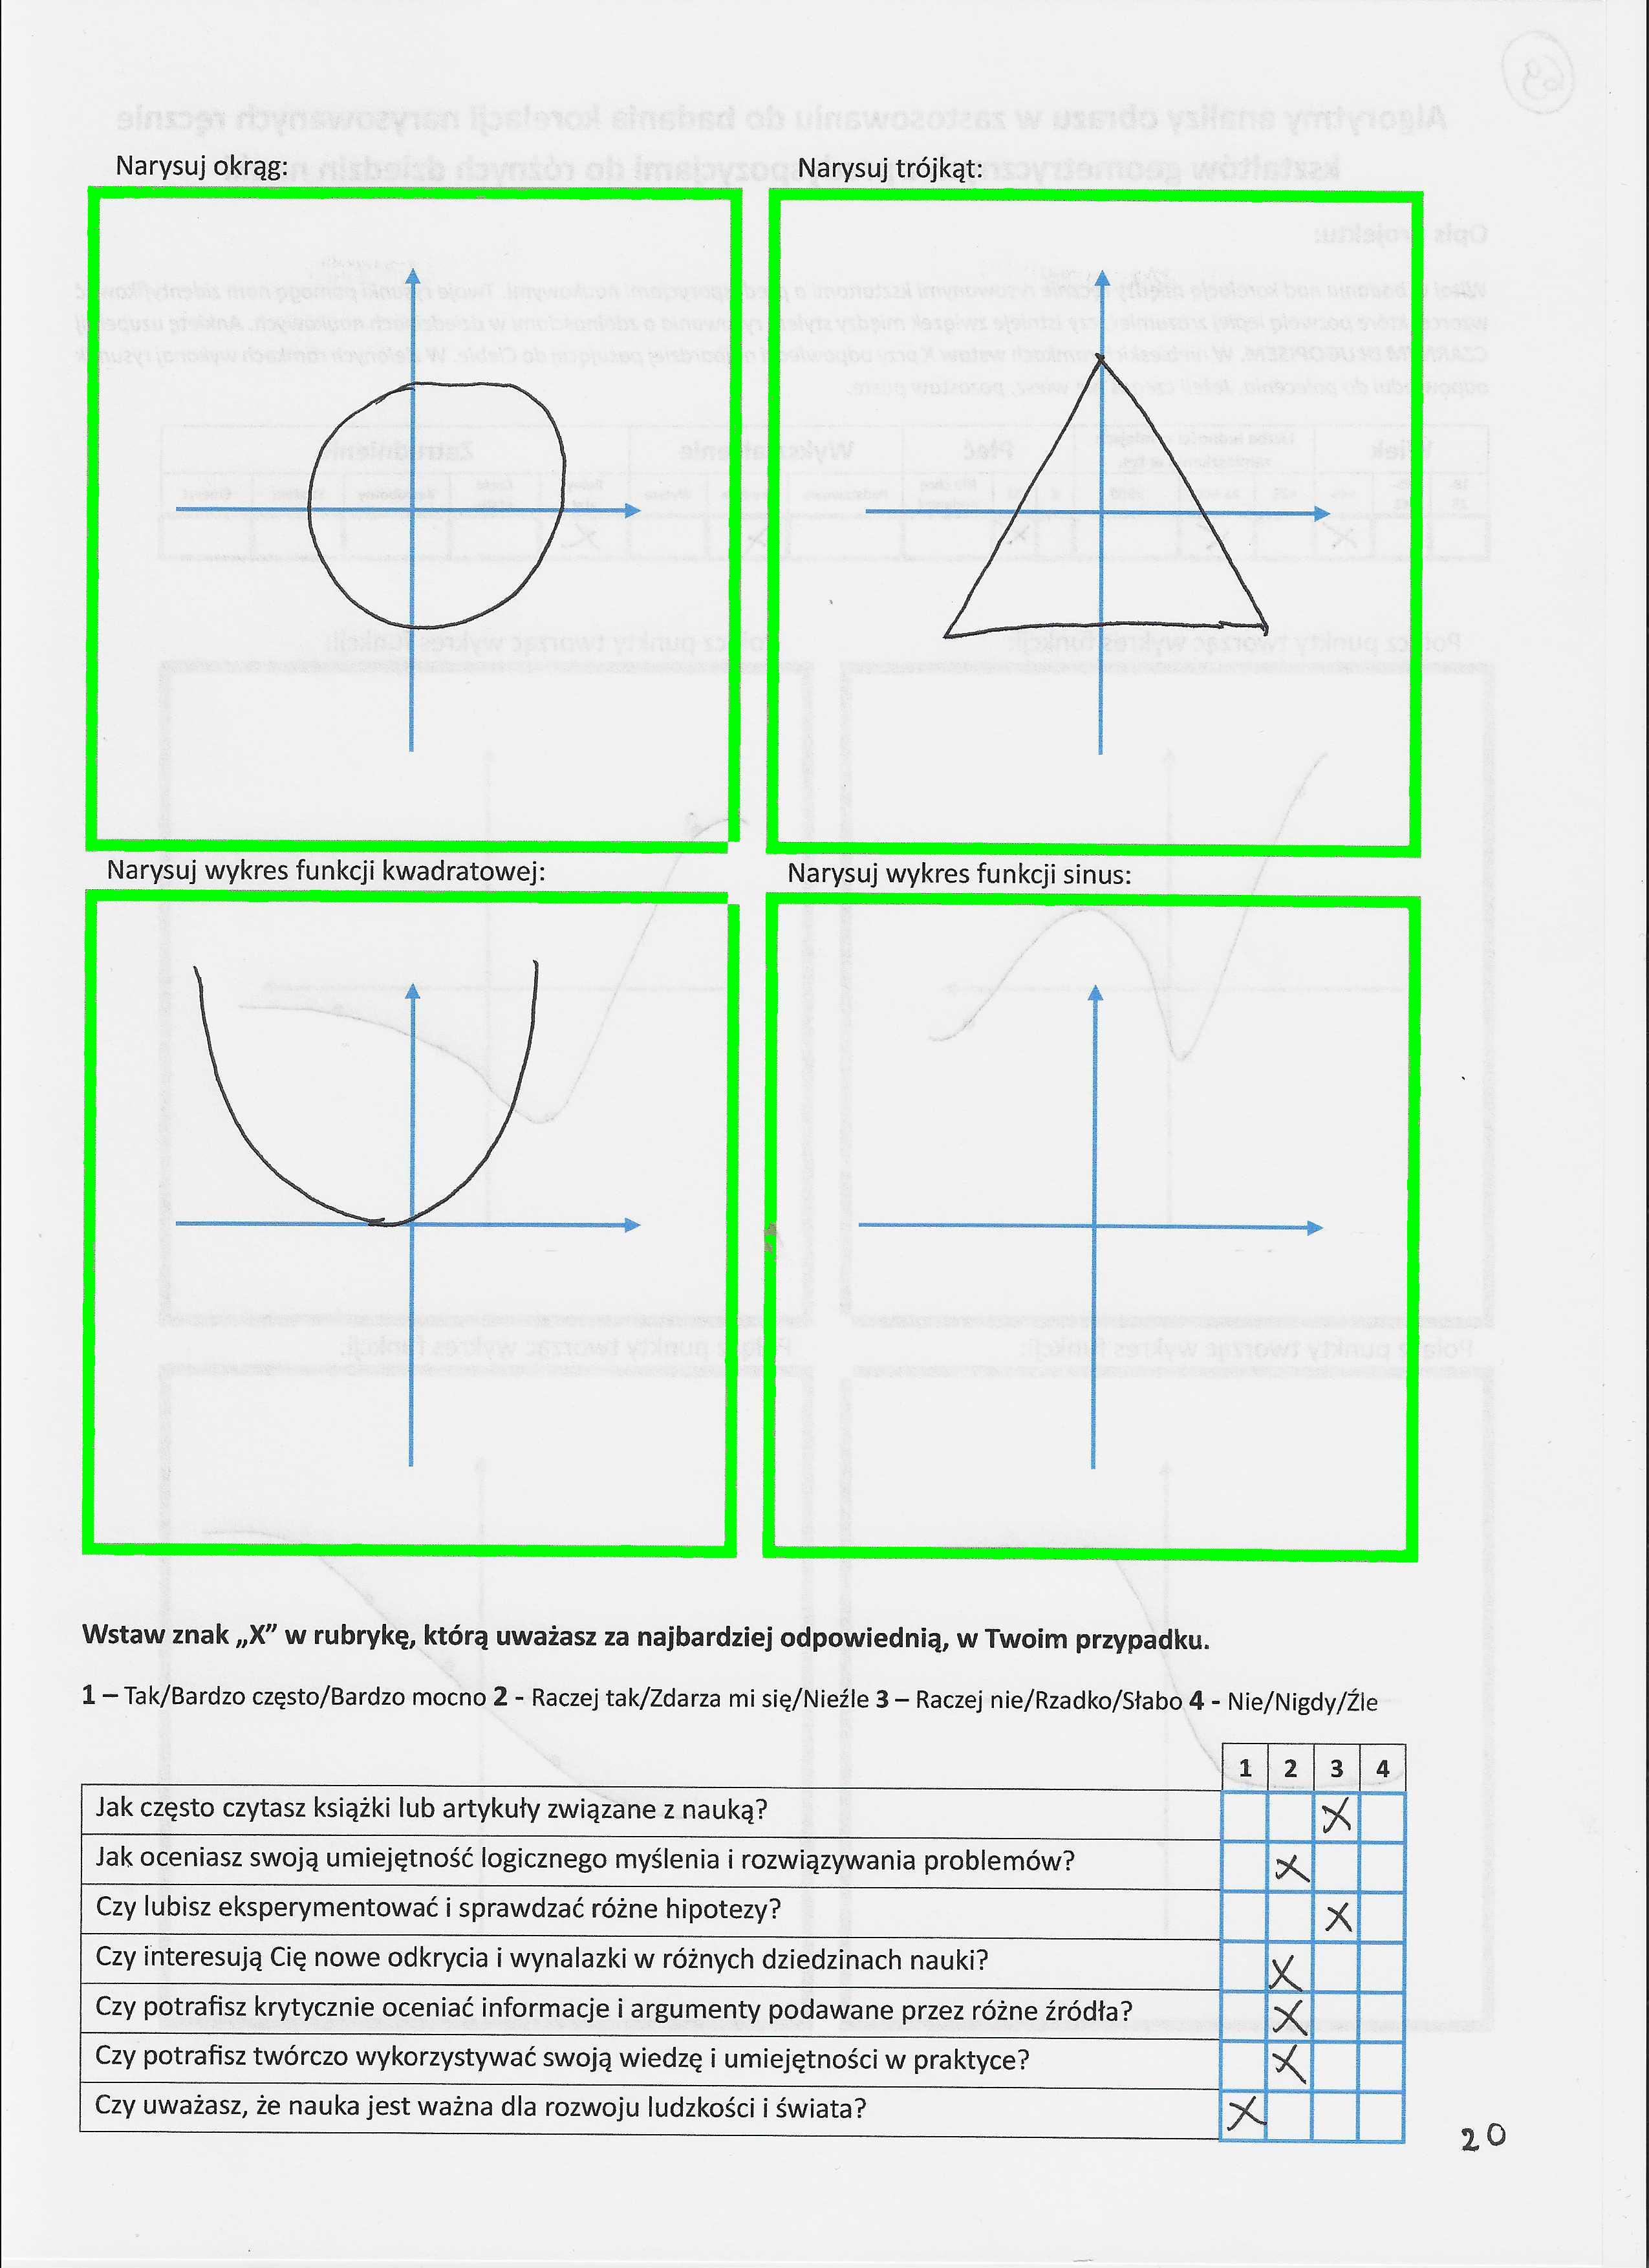 Narysuj okrąg:
Narysuj trójkąt:
Narysuj wykres funkcji kwadratowej:
Narysuj wykres funkcji sinus:
Wstaw znak „X” w rubrykę, którą uważasz za najbardziej odpowiednią, w Twoim przypadku.
1 – Tak/Bardzo często/Bardzo mocno 2 - Raczej tak/Zdarza mi się/Nieźle 3 – Raczej nie/Rzadko/Słabo 4 - Nie/Nigdy/Źle
1 2 3 4
Jak często czytasz książki lub artykuły związane z nauką? X
Jak oceniasz swoją umiejętność logicznego myślenia i rozwiązywania problemów? X
Czy lubisz eksperymentować i sprawdzać różne hipotezy? X
Czy interesują Cię nowe odkrycia i wynalazki w różnych dziedzinach nauki? X
Czy potrafisz krytycznie oceniać informacje i argumenty podawane przez różne źródła? X
Czy potrafisz twórczo wykorzystywać swoją wiedzę i umiejętności w praktyce? X
Czy uważasz, że nauka jest ważna dla rozwoju ludzkości i świata? X
20